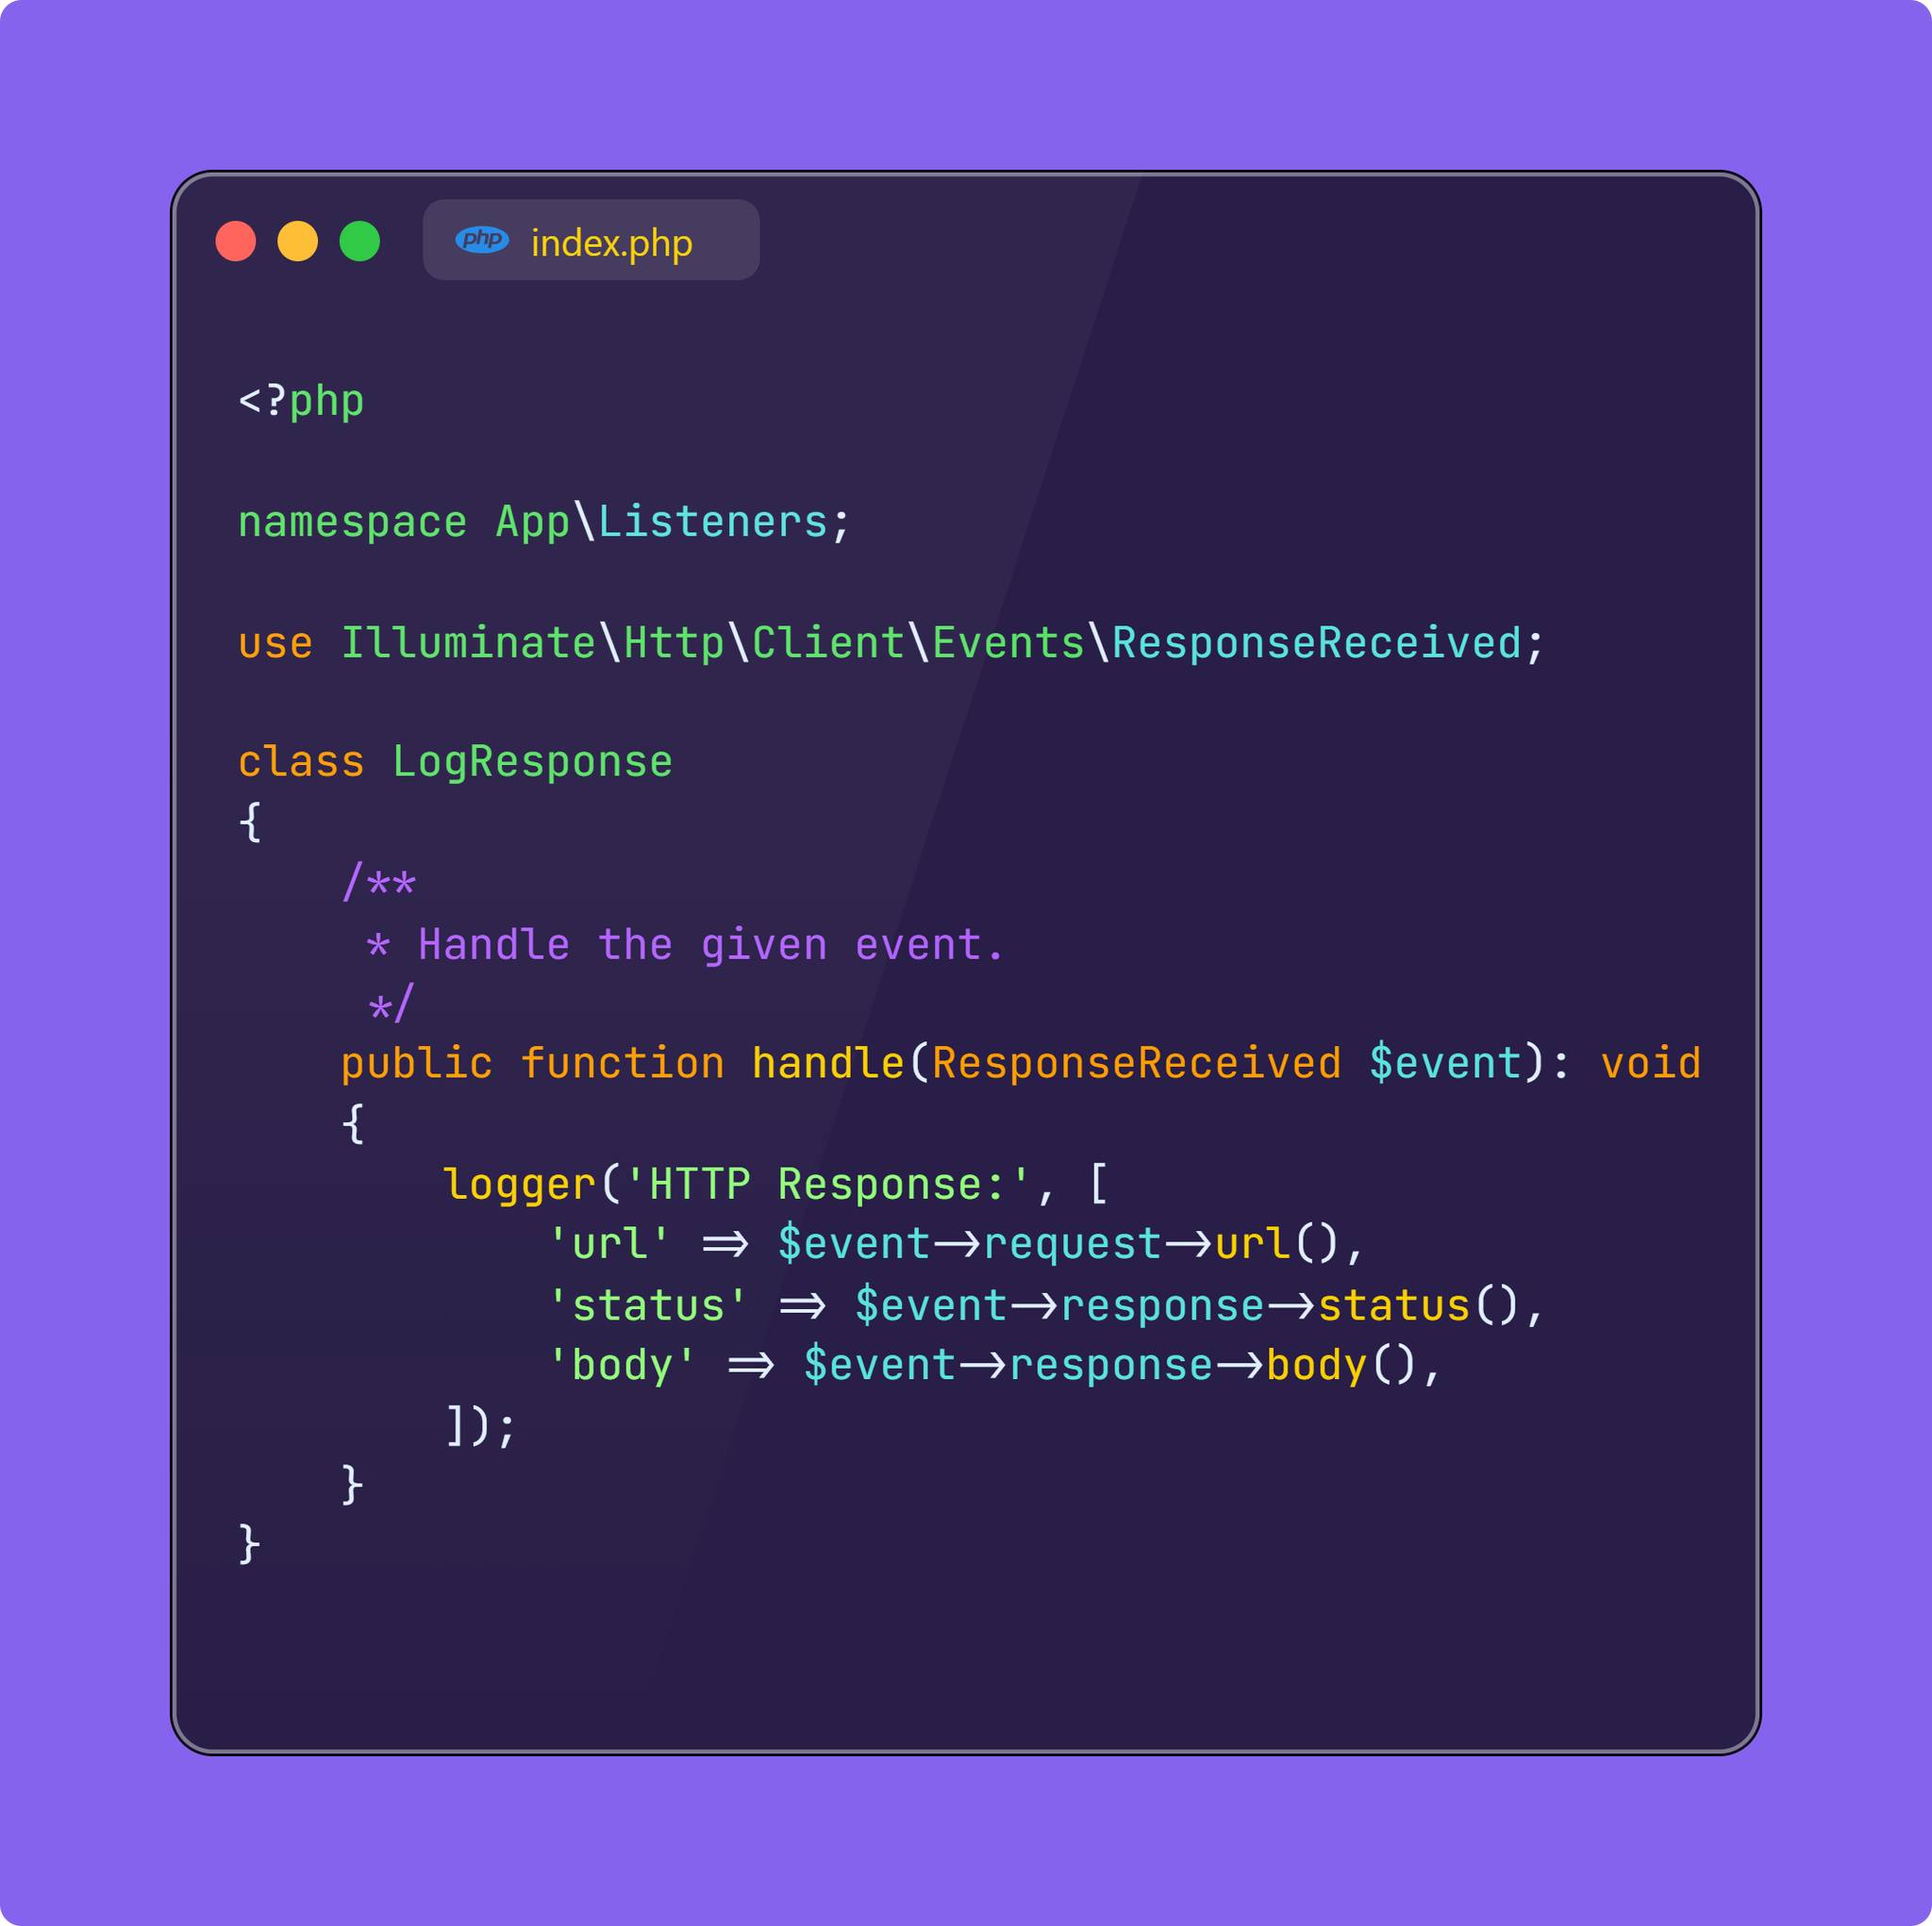 php index.php
<?php
namespace App\Listeners;
use Illuminate\Http\Client\Events\ResponseReceived;
class LogResponse
{
    /**
     * Handle the given event.
     */
    public function handle(ResponseReceived $event): void
    {
        logger('HTTP Response:', [
            'url' => $event->request->url(),
            'status' => $event->response->status(),
            'body' => $event->response->body(),
        ]);
    }
}